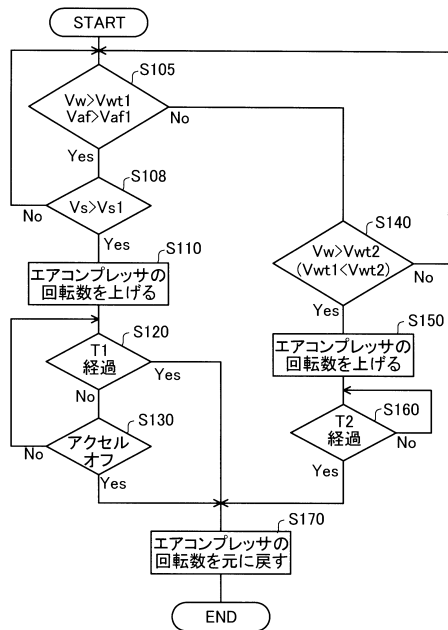 START
S105
Vw>Vwt1
Vaf>Vaf1
No
Yes
S108
Vs>Vs1
No
Yes
S110
エアコンプレッサの
回転数を上げる
S120
T1
経過
Yes
No
S130
アクセル
オフ
No
Yes
S140
Vw>Vwt2
(Vwt1<Vwt2)
No
Yes
S150
エアコンプレッサの
回転数を上げる
S160
T2
経過
No
Yes
S170
エアコンプレッサの
回転数を元に戻す
END